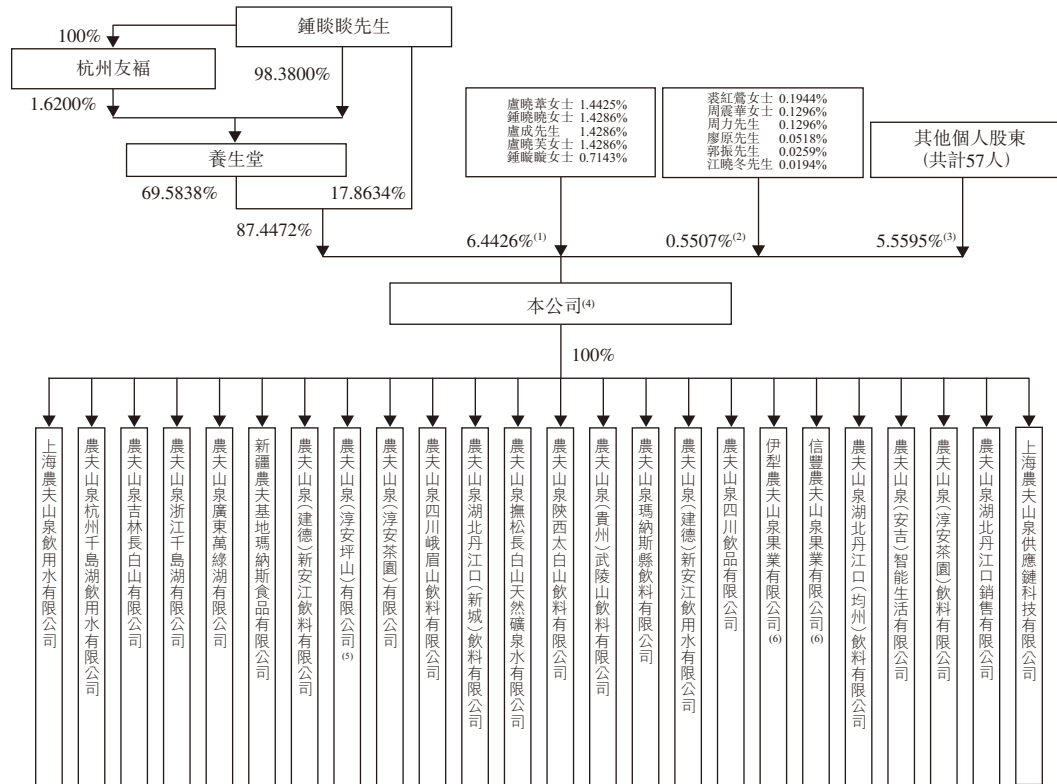 鍾睒睒先生
100%
杭州友福
98.3800%
1.6200%
養生堂
69.5838%
17.8634%
87.4472%
盧曉葦女士 1.4425%
鍾曉曉女士 1.4286%
盧成先生 1.4286%
盧曉芙女士 1.4286%
鍾璇璇女士 0.7143%
裘紅鶯女士 0.1944%
周震華女士 0.1296%
周力先生 0.1296%
廖原先生 0.0518%
郭振先生 0.0259%
江曉冬先生 0.0194%
其他個人股東
(共計57人)
6.4426%(1)
0.5507%(2)
5.5595%(3)
本公司(4)
100%
上海農夫山泉飲用水有限公司
農夫山泉杭州千島湖飲用水有限公司
農夫山泉吉林長白山有限公司
農夫山泉浙江千島湖有限公司
農夫山泉廣東萬綠湖有限公司
新疆農夫基地瑪納斯食品有限公司
農夫山泉(建德)新安江飲料有限公司
農夫山泉(淳安坪山)有限公司(5)
農夫山泉(淳安茶園)有限公司
農夫山泉四川峨眉山飲料有限公司
農夫山泉湖北丹江口(新城)飲料有限公司
農夫山泉撫松長白山天然礦泉水有限公司
農夫山泉陝西太白山飲料有限公司
農夫山泉(貴州)武陵山飲料有限公司
農夫山泉瑪納斯縣飲料有限公司
農夫山泉(建德)新安江飲用水有限公司
農夫山泉四川飲品有限公司
伊犁農夫山泉果業有限公司(6)
信豐農夫山泉果業有限公司(6)
農夫山泉湖北丹江口(均州)飲料有限公司
農夫山泉(安吉)智能生活有限公司
農夫山泉(淳安茶園)飲料有限公司
農夫山泉湖北丹江口銷售有限公司
上海農夫山泉供應鏈科技有限公司